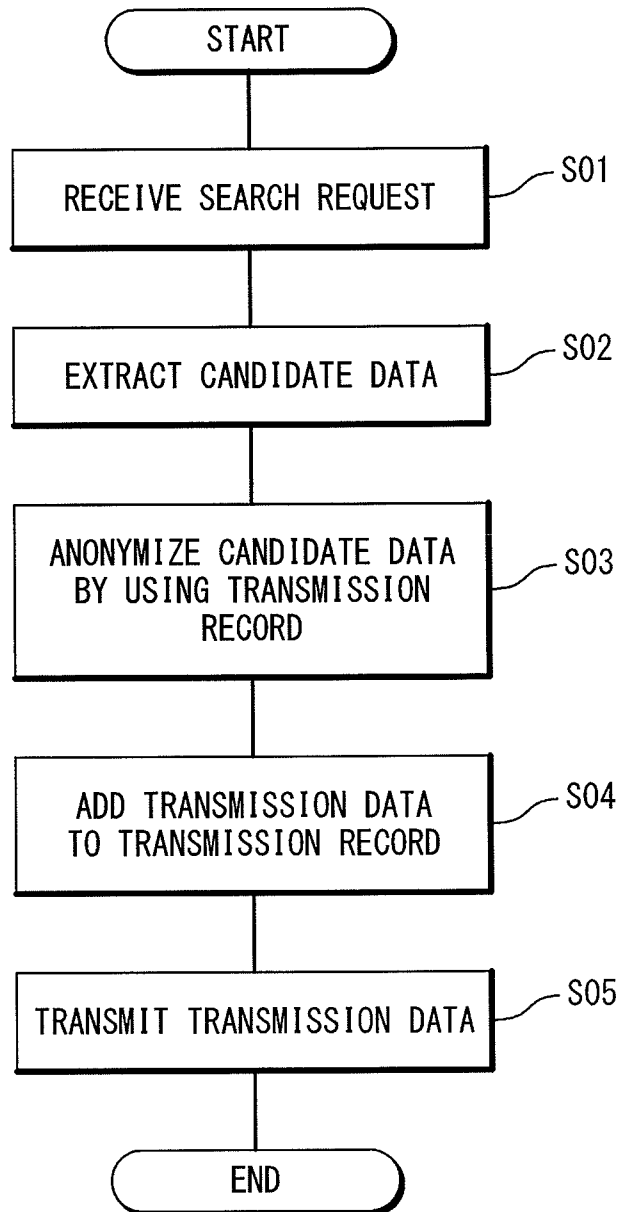 START
RECEIVE SEARCH REQUEST
S01
EXTRACT CANDIDATE DATA
S02
ANONYMIZE CANDIDATE DATA
BY USING TRANSMISSION
RECORD
S03
ADD TRANSMISSION DATA
TO TRANSMISSION RECORD
S04
TRANSMIT TRANSMISSION DATA
S05
END